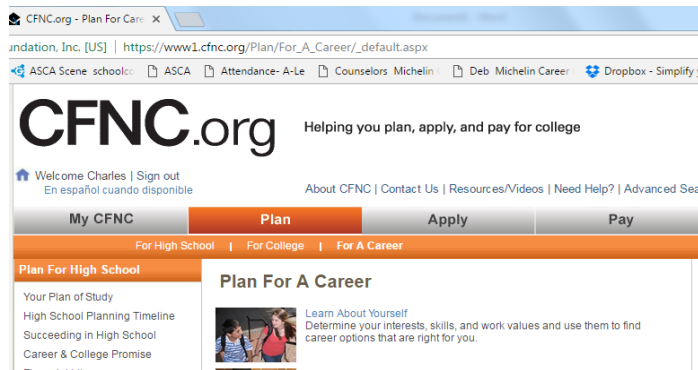 CFNC.org - Plan For Care
undation, Inc. [US] | https://www1.cfnc.org/Plan/For_A_Career/_default.aspx
ASCA Scene schoolco ASCA Attendance- A-Le Counselors Michelin Deb Michelin Career Dropbox - Simplify
CFNC.org Helping you plan, apply, and pay for college
Welcome Charles | Sign out
En español cuando disponible About CFNC | Contact Us | Resources/Videos | Need Help? | Advanced Sea
My CFNC Plan Apply Pay
For High School | For College | For A Career
Plan For High School
Plan For A Career
Your Plan of Study
High School Planning Timeline
Succeeding in High School
Career & College Promise
Learn About Yourself
Determine your interests, skills, and work values and use them to find
career options that are right for you.